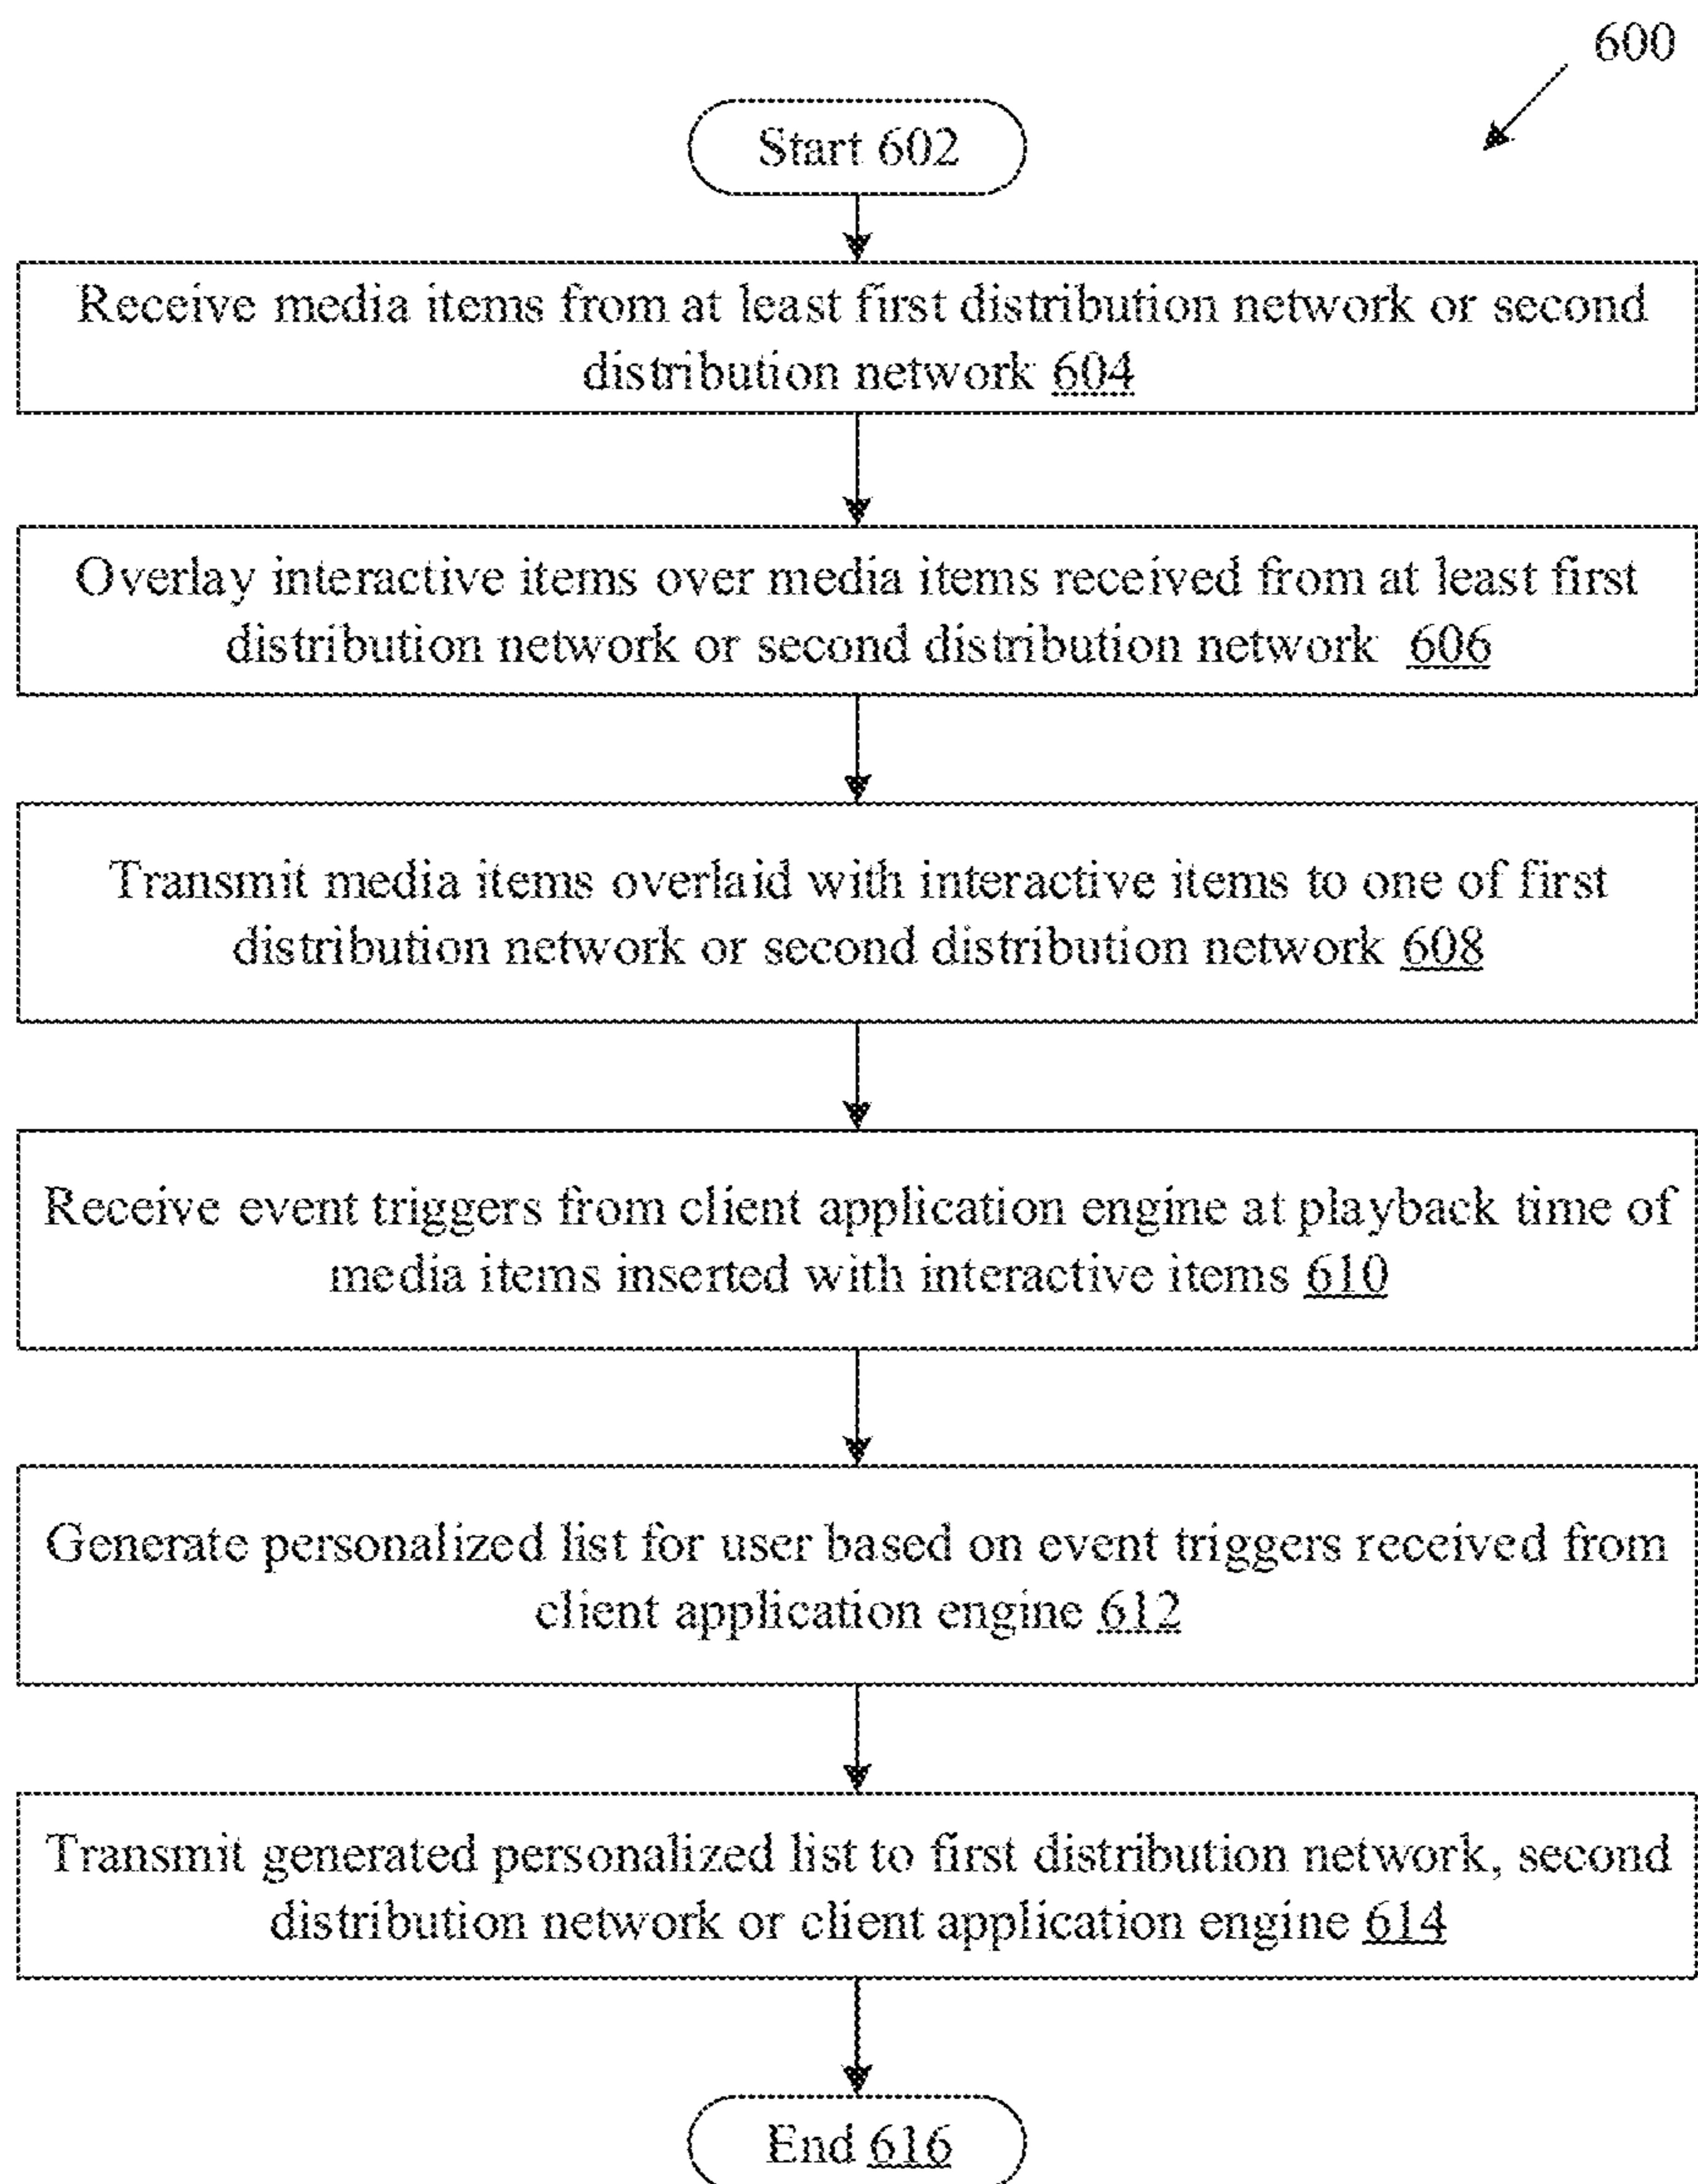 600
Start 602
Receive media items from at least first distribution network or second
distribution network 604
Overlay interactive items over media items received from at least first
distribution network or second distribution network 606
Transmit media items overlaid with interactive items to one of first
distribution network or second distribution network 608
Receive event triggers from client application engine at playback time of
media items inserted with interactive items 610
Generate personalized list for user based on event triggers received from
client application engine 612
Transmit generated personalized list to first distribution network, second
distribution network or client application engine 614
End 616